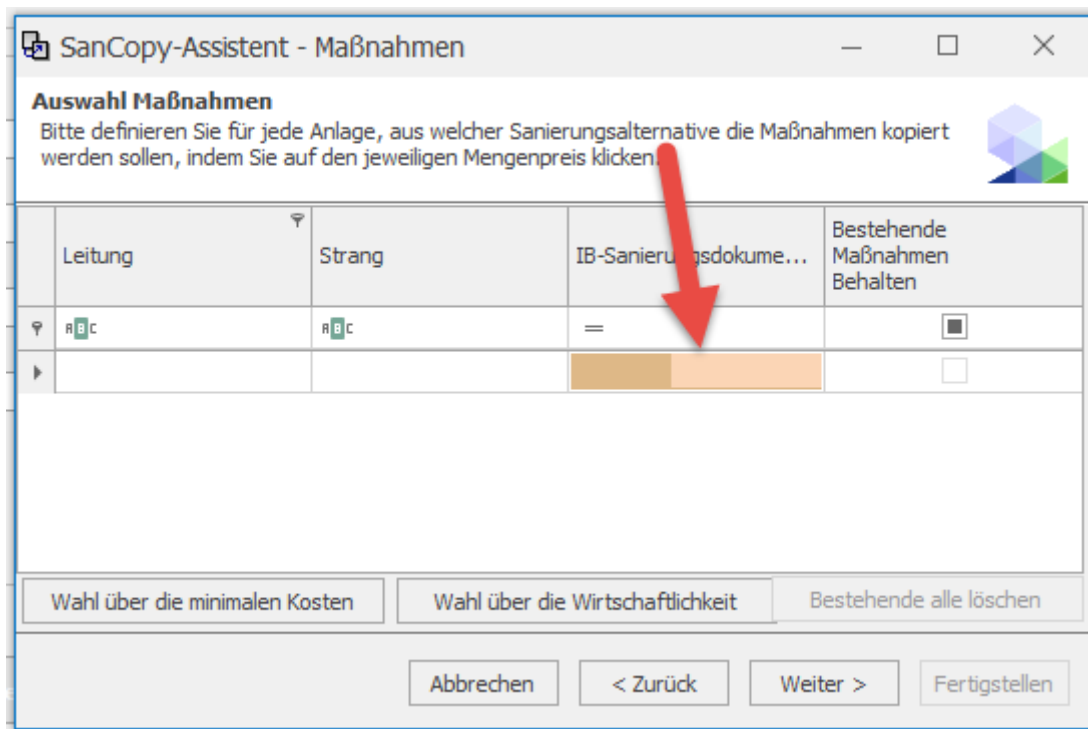 SanCopy-Assistent - Maßnahmen
Auswahl Maßnahmen
Bitte definieren Sie für jede Anlage, aus welcher Sanierungsalternative die Maßnahmen kopiert
werden sollen, indem Sie auf den jeweiligen Mengenpreis klicken.
Leitung
Strang
IB-Sanierungsdokume...
Bestehende
Maßnahmen
Behalten
ABC
ABC
=
Wahl über die minimalen Kosten
Wahl über die Wirtschaftlichkeit
Bestehende alle löschen
Abbrechen
< Zurück
Weiter >
Fertigstellen